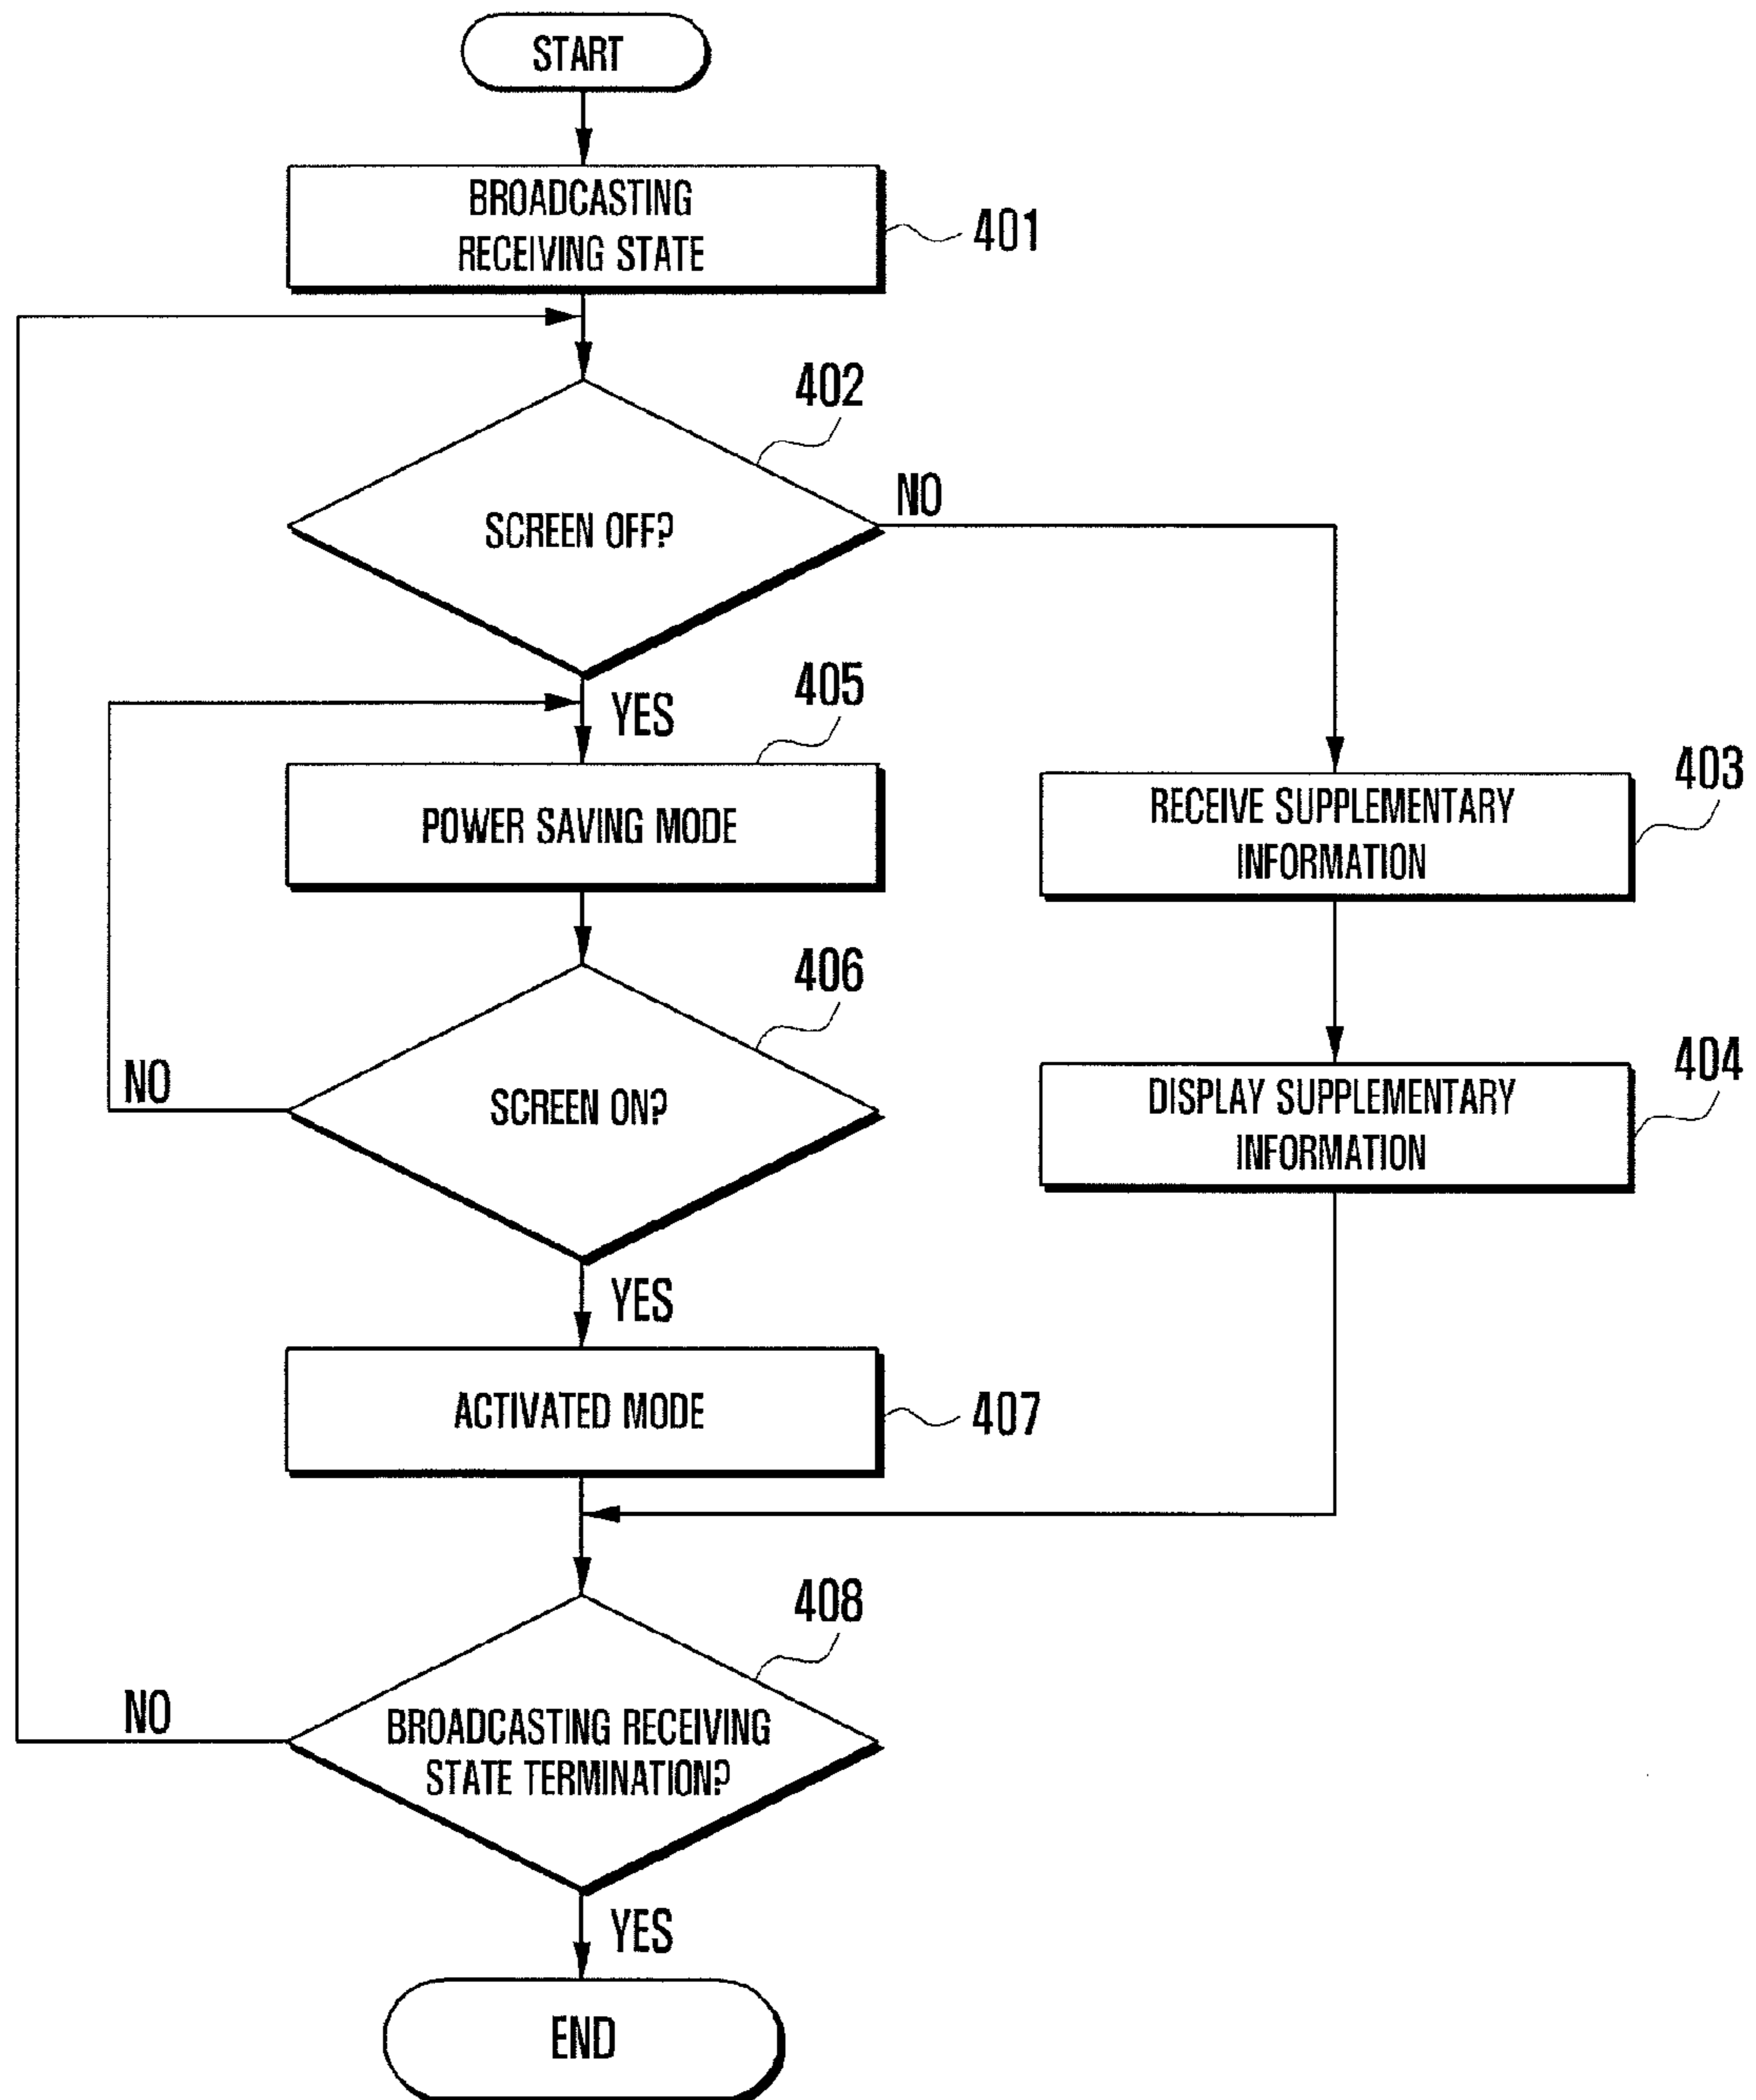 START
BROADCASTING
RECEIVING STATE
401
402
SCREEN OFF?
NO
YES
405
POWER SAVING MODE
403
RECEIVE SUPPLEMENTARY
INFORMATION
406
SCREEN ON?
NO
404
DISPLAY SUPPLEMENTARY
INFORMATION
YES
ACTIVATED MODE
407
408
BROADCASTING RECEIVING
STATE TERMINATION?
NO
YES
END